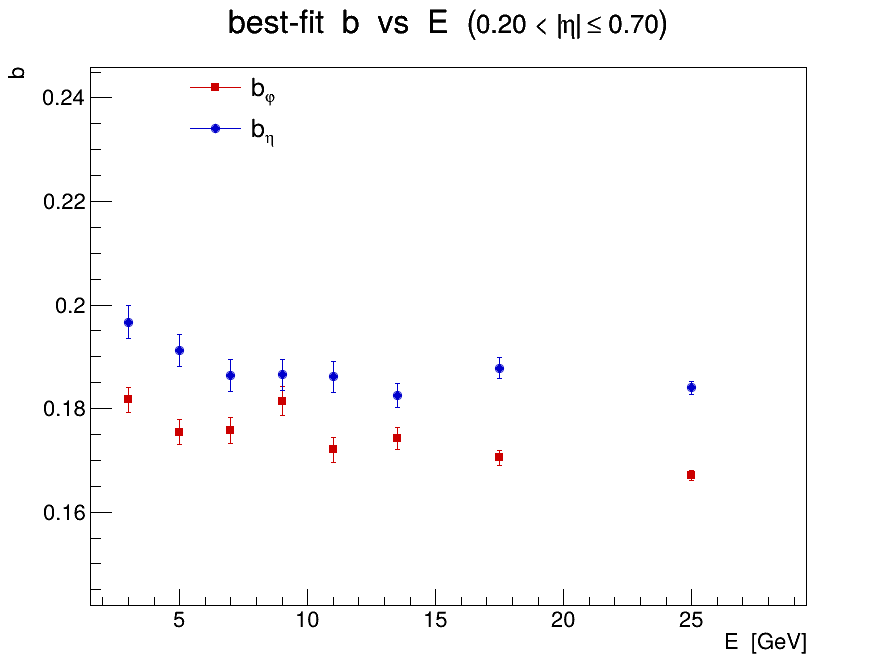 best-fit b vs E (0.20 < |η| ≤ 0.70)
b
b_φ
b_η
0.24
0.22
0.2
0.18
0.16
5 10 15 20 25
E [GeV]